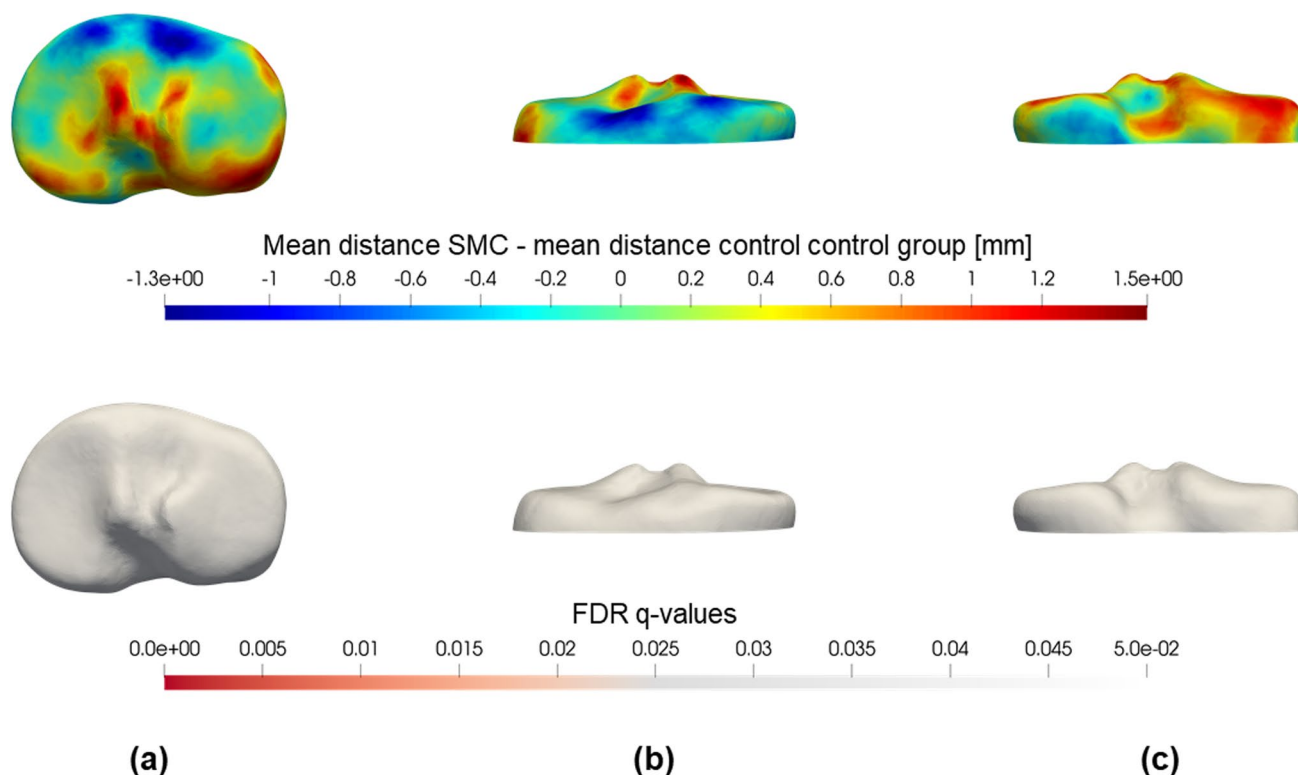 Mean distance SMC - mean distance control control group [mm]
-1.3e+00 -1 -0.8 -0.6 -0.4 -0.2 0 0.2 0.4 0.6 0.8 1 1.2 1.5e+00
FDR q-values
0.0e+00 0.005 0.01 0.015 0.02 0.025 0.03 0.035 0.04 0.045 5.0e-02
(a) (b) (c)